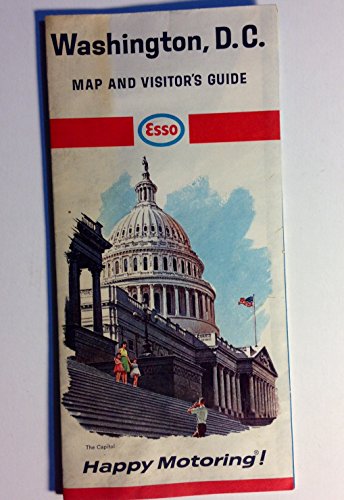 Washington, D.C.
MAP AND VISITOR'S GUIDE
Esso
The Capitol
Happy Motoring®!